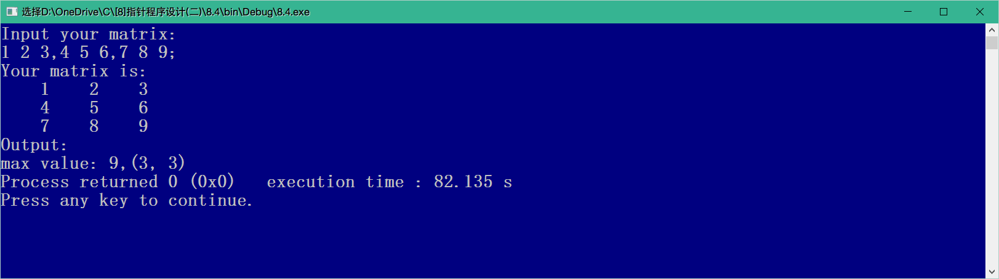 选择D:\OneDrive\C\[8]指针程序设计(二)\8.4\bin\Debug\8.4.exe
Input your matrix:
1 2 3,4 5 6,7 8 9;
Your matrix is:
    1    2    3
    4    5    6
    7    8    9
Output:
max value: 9,(3, 3)
Process returned 0 (0x0)   execution time : 82.135 s
Press any key to continue.